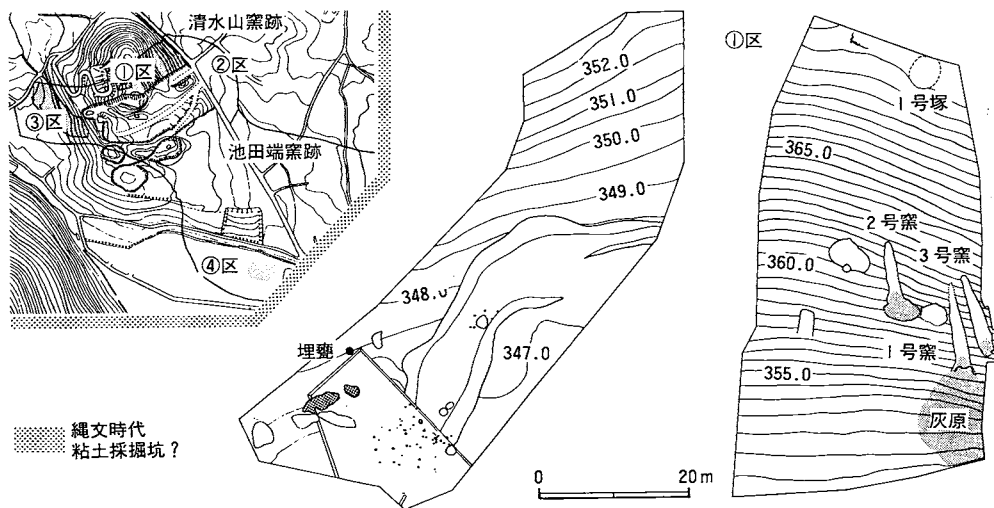 清水山窯跡
①区
②区
③区
池田端窯跡
④区
縄文時代
粘土採掘坑？
352.0
351.0
350.0
349.0
348.0
347.0
埋甕
0 20m
①区
1号塚
365.0
2号窯
3号窯
360.0
1号窯
355.0
灰原